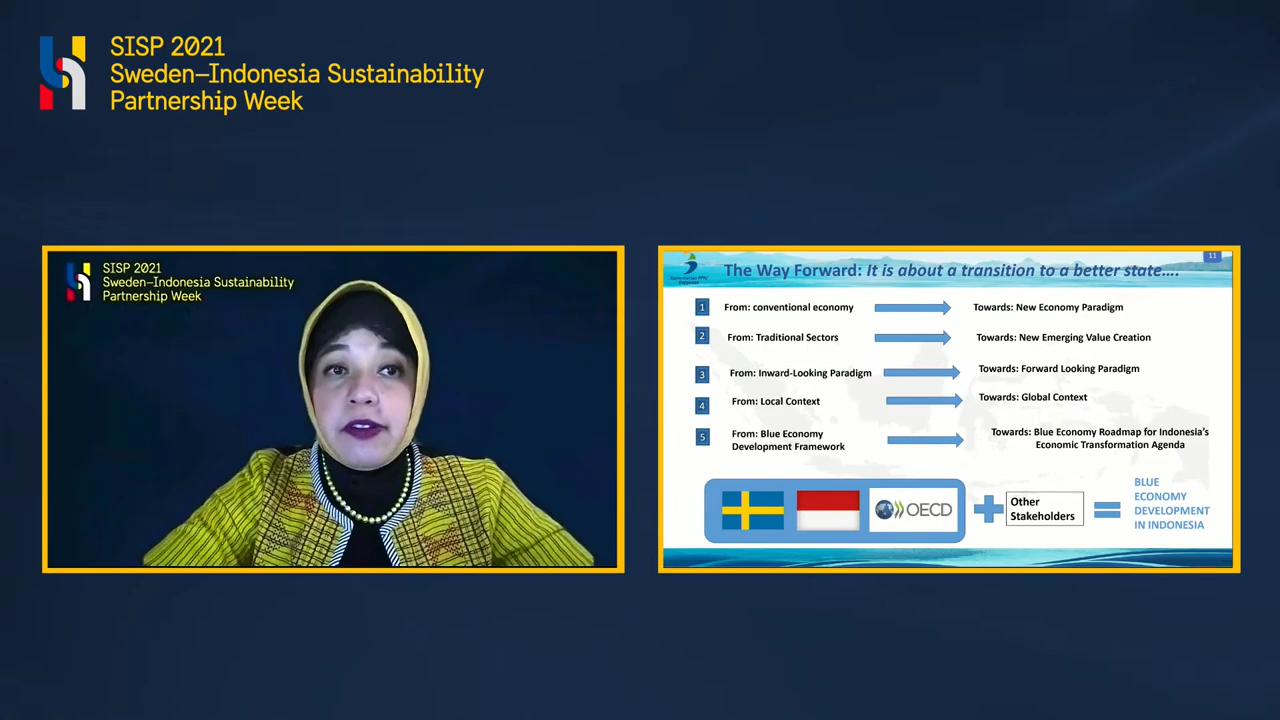 SISP 2021
Sweden–Indonesia Sustainability
Partnership Week
SISP 2021
Sweden–Indonesia Sustainability
Partnership Week
11
Kementerian PPN/
Bappenas
The Way Forward: It is about a transition to a better state....
1 From: conventional economy Towards: New Economy Paradigm
2 From: Traditional Sectors Towards: New Emerging Value Creation
3 From: Inward-Looking Paradigm Towards: Forward Looking Paradigm
4 From: Local Context Towards: Global Context
5 From: Blue Economy
Development Framework
Towards: Blue Economy Roadmap for Indonesia's
Economic Transformation Agenda
OECD
Other
Stakeholders
BLUE
ECONOMY
DEVELOPMENT
IN INDONESIA